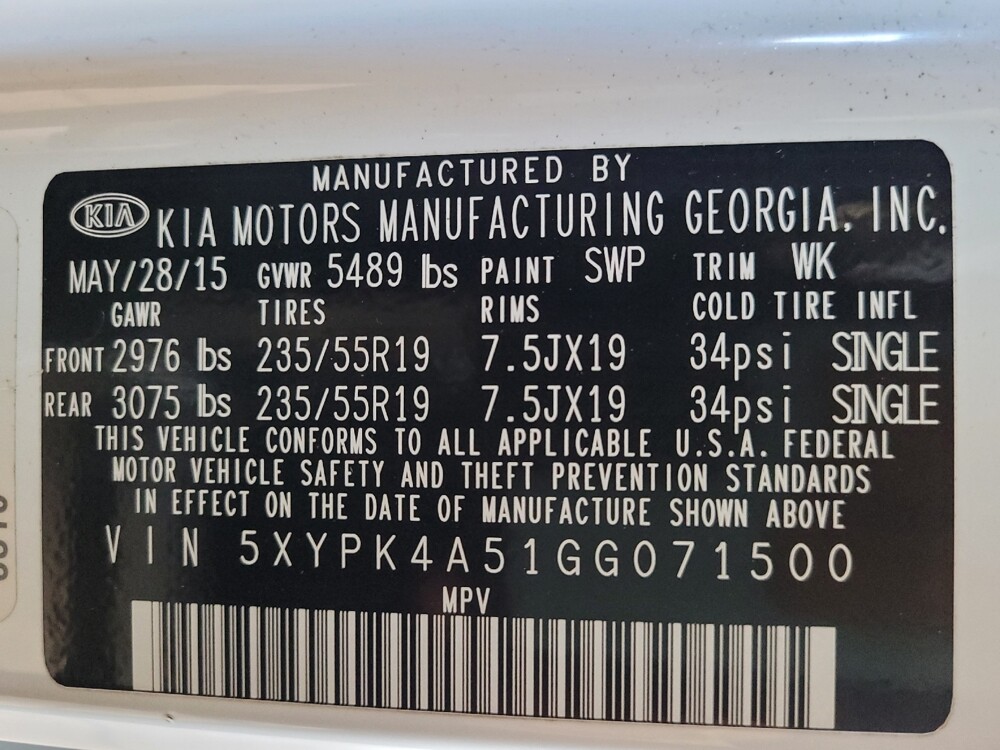 MANUFACTURED BY
KIA KIA MOTORS MANUFACTURING GEORGIA, INC.
MAY/28/15 GVWR 5489 lbs PAINT SWP TRIM WK
GAWR TIRES RIMS COLD TIRE INFL
FRONT 2976 lbs 235/55R19 7.5JX19 34psi SINGLE
REAR 3075 lbs 235/55R19 7.5JX19 34psi SINGLE
THIS VEHICLE CONFORMS TO ALL APPLICABLE U.S.A. FEDERAL
MOTOR VEHICLE SAFETY AND THEFT PREVENTION STANDARDS
IN EFFECT ON THE DATE OF MANUFACTURE SHOWN ABOVE
VIN 5XYPK4A51GG071500
MPV